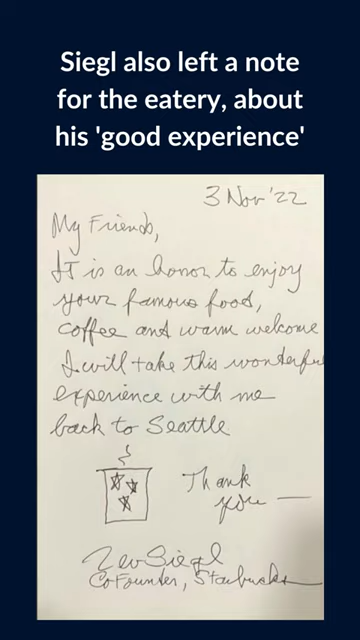 Siegl also left a note
for the eatery, about
his 'good experience'
3 Nov '22
My Friends,
It is an honor to enjoy
your famous food,
coffee and warm welcome
I will take this wonderful
experience with me
back to Seattle
Thank
you —
Zev Siegl
CoFounter, Starbucks